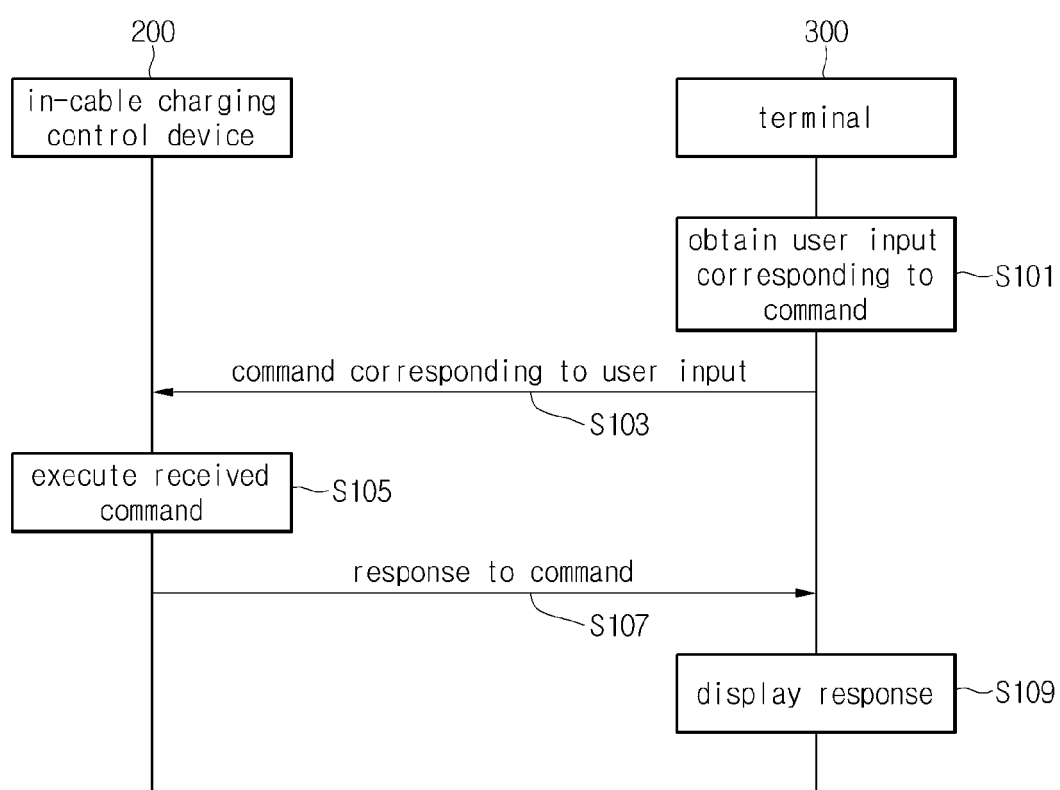 200
300
in-cable charging
control device
terminal
obtain user input
corresponding to
command
S101
command corresponding to user input
S103
execute received
command
S105
response to command
S107
display response
S109